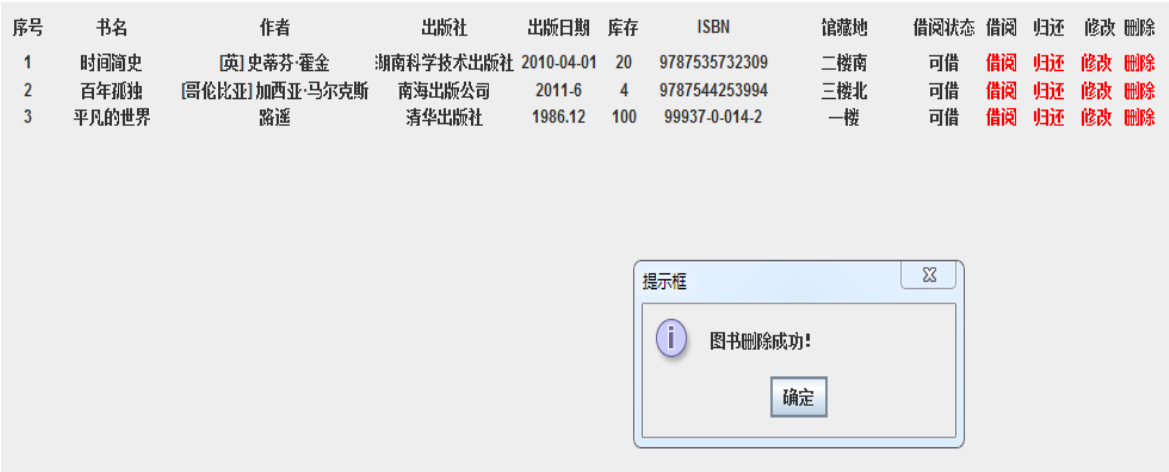 序号 书名 作者 出版社 出版日期 库存 ISBN 馆藏地 借阅状态 借阅 归还 修改 删除
1 时间简史 [英]史蒂芬·霍金 湖南科学技术出版社 2010-04-01 20 9787535732309 二楼南 可借 借阅 归还 修改 删除
2 百年孤独 [哥伦比亚]加西亚·马尔克斯 南海出版公司 2011-6 4 9787544253994 三楼北 可借 借阅 归还 修改 删除
3 平凡的世界 路遥 清华出版社 1986.12 100 99937-0-014-2 一楼 可借 借阅 归还 修改 删除
提示框
图书删除成功!
确定